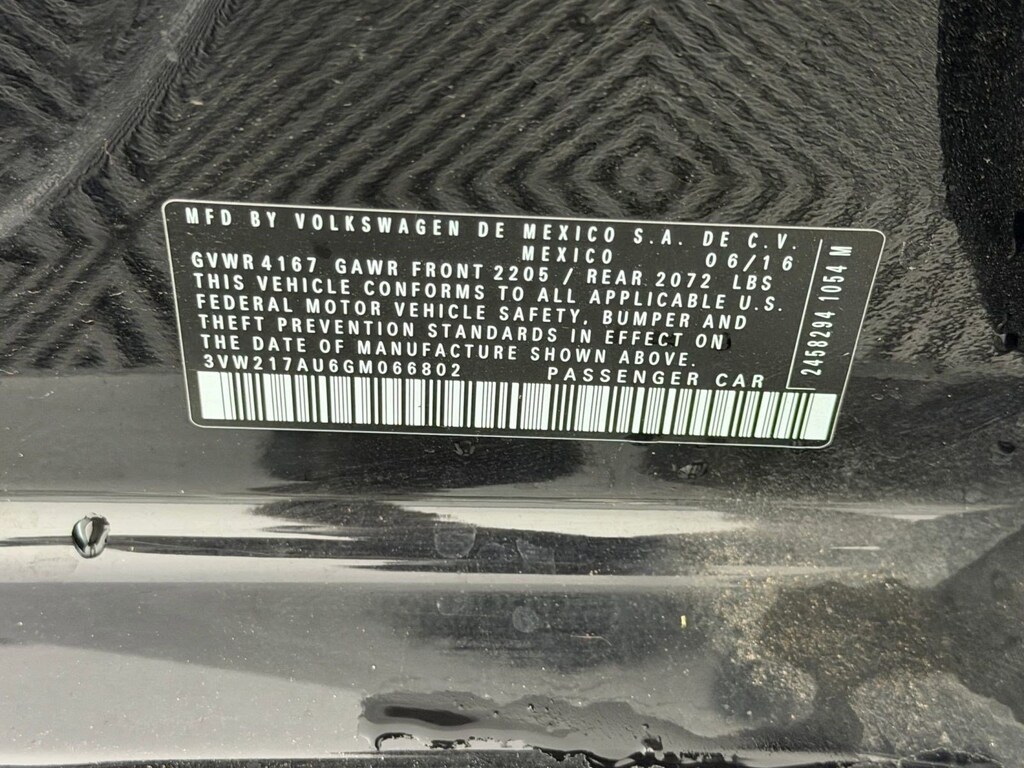 MFD BY VOLKSWAGEN DE MEXICO S.A. DE C.V.
MEXICO 06/16
GVWR 4167 GAWR FRONT 2205 / REAR 2072 LBS
THIS VEHICLE CONFORMS TO ALL APPLICABLE U.S.
FEDERAL MOTOR VEHICLE SAFETY, BUMPER AND
THEFT PREVENTION STANDARDS IN EFFECT ON
THE DATE OF MANUFACTURE SHOWN ABOVE.
3VW217AU6GM066802 PASSENGER CAR
2458294 1054 M